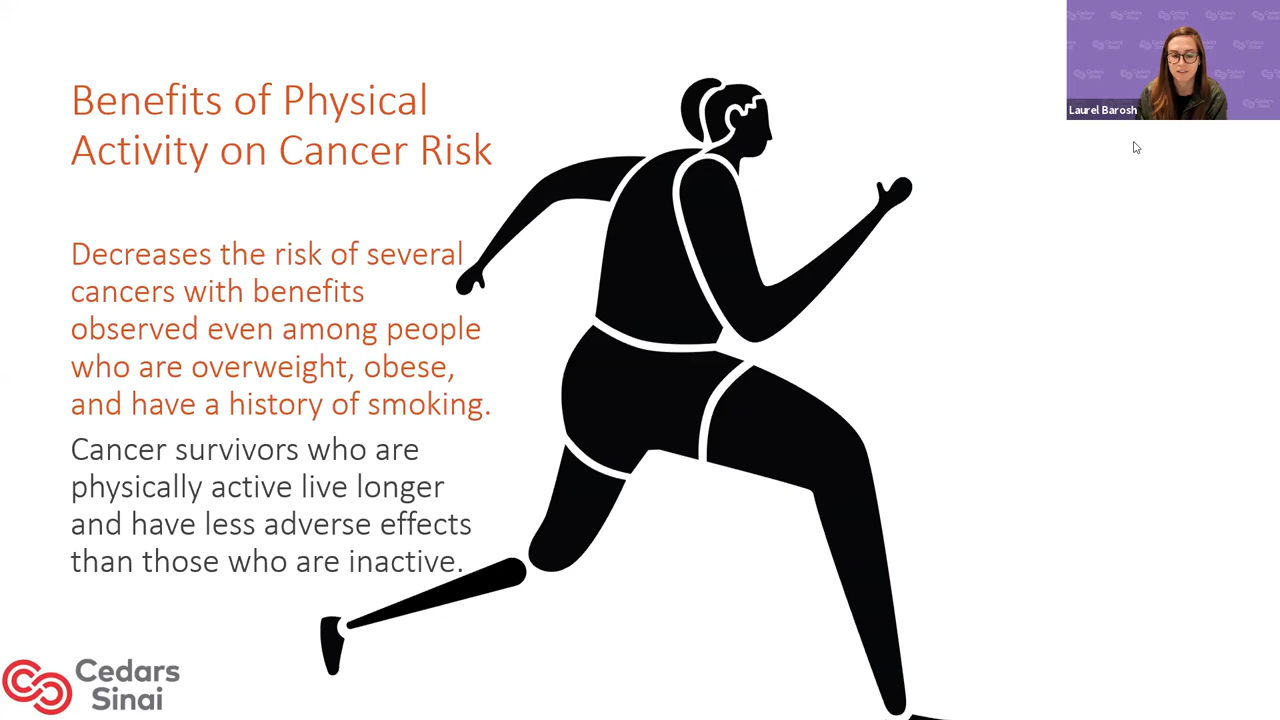 Benefits of Physical
Activity on Cancer Risk
Decreases the risk of several
cancers with benefits
observed even among people
who are overweight, obese,
and have a history of smoking.
Cancer survivors who are
physically active live longer
and have less adverse effects
than those who are inactive.
Cedars
Sinai
Laurel Barosh
Cedars
Sinai